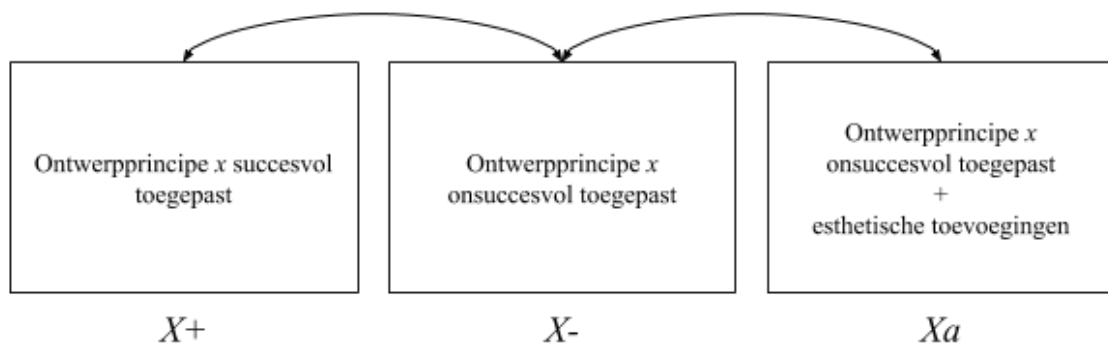 Ontwerpprincipe x succesvol
toegepast
Ontwerpprincipe x
onsuccesvol toegepast
Ontwerpprincipe x
onsuccesvol toegepast
+
esthetische toevoegingen
X+
X-
Xa